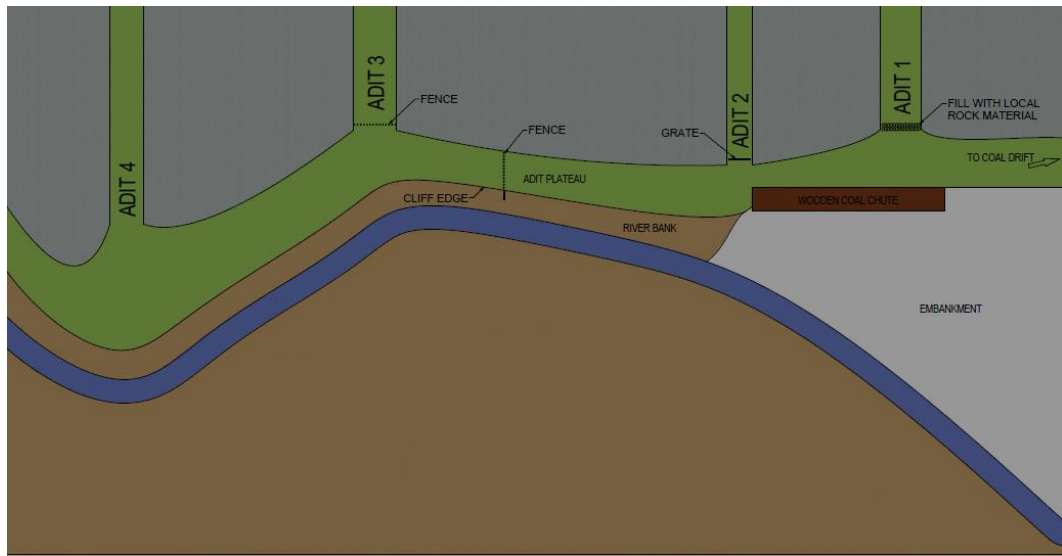 ADIT 4
ADIT 3
FENCE
FENCE
ADIT 2
GRATE
ADIT 1
FILL WITH LOCAL
ROCK MATERIAL
TO COAL DRIFT
ADIT PLATEAU
CLIFF EDGE
WOODEN COAL CHUTE
RIVER BANK
EMBANKMENT